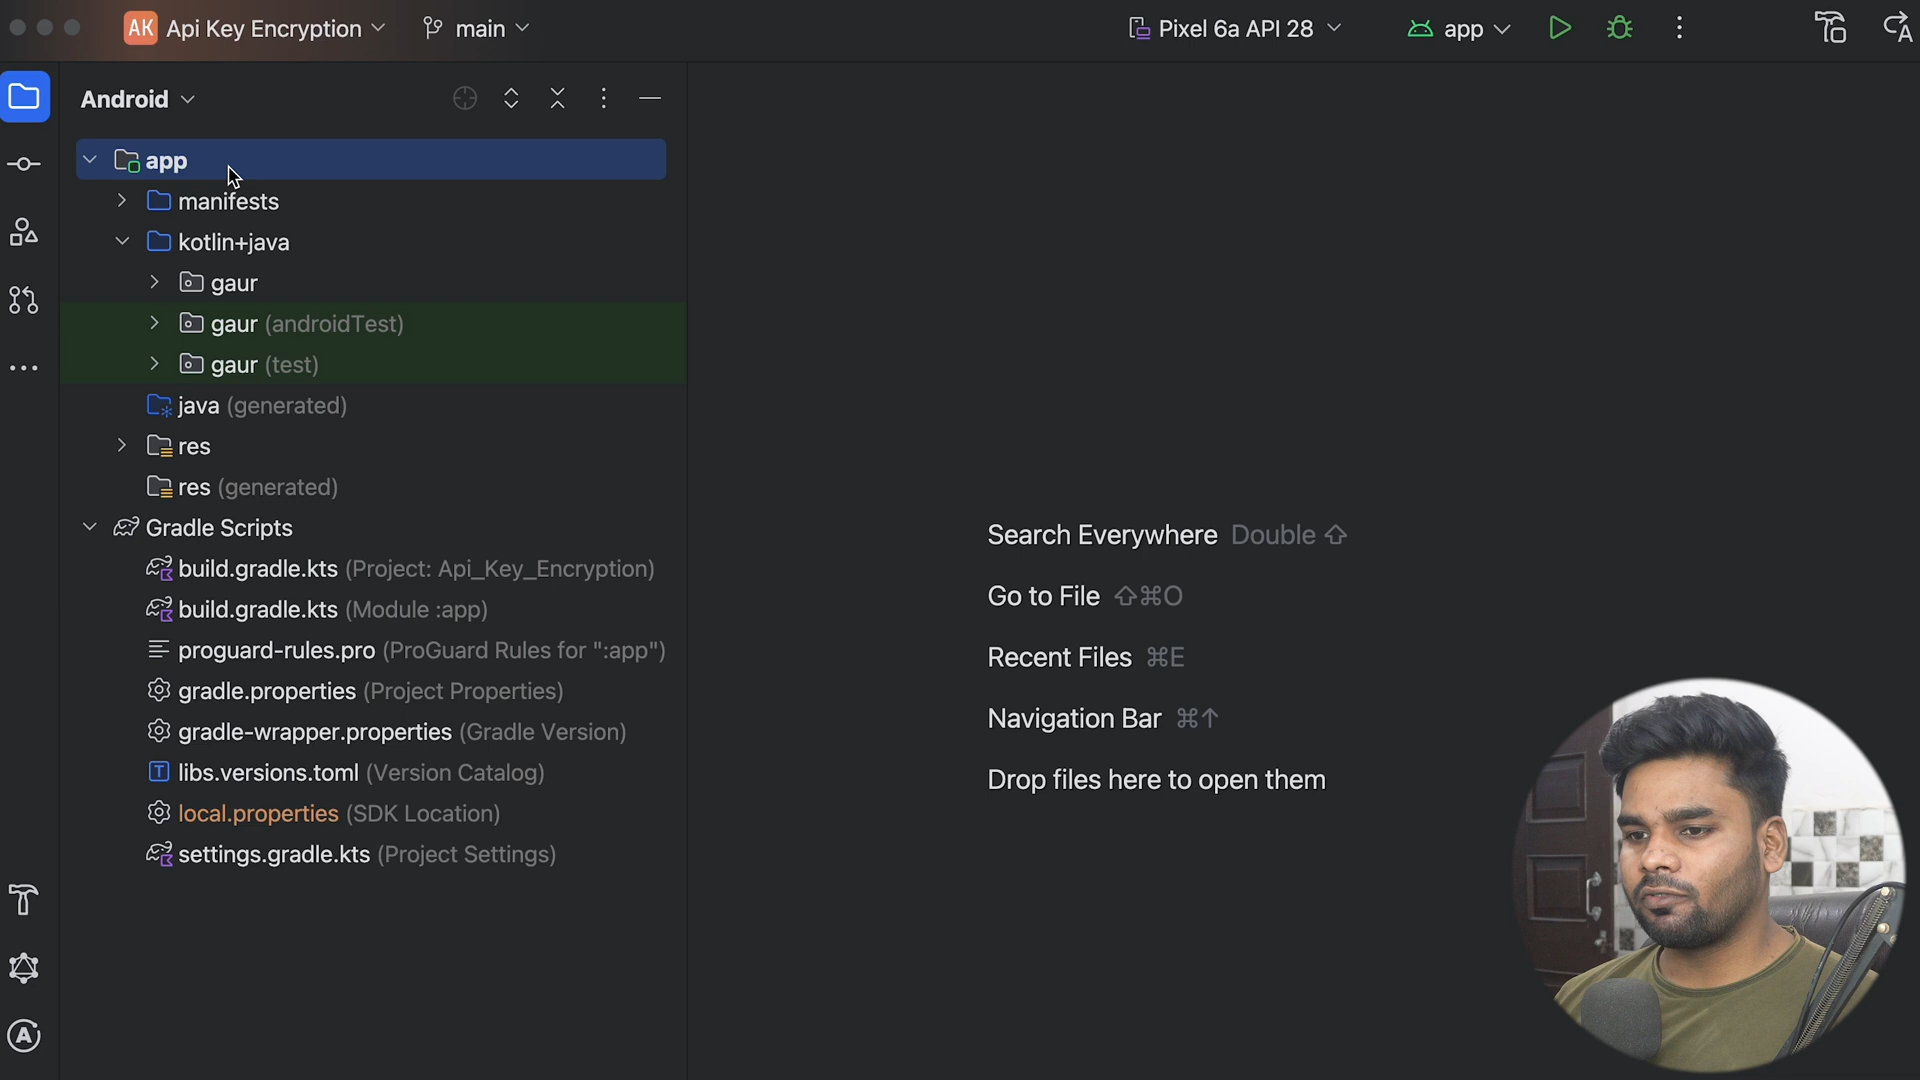 AK Api Key Encryption main Pixel 6a API 28 app
Android
app
manifests
kotlin+java
gaur
gaur (androidTest)
gaur (test)
java (generated)
res
res (generated)
Gradle Scripts
build.gradle.kts (Project: Api_Key_Encryption)
build.gradle.kts (Module :app)
proguard-rules.pro (ProGuard Rules for ":app")
gradle.properties (Project Properties)
gradle-wrapper.properties (Gradle Version)
libs.versions.toml (Version Catalog)
local.properties (SDK Location)
settings.gradle.kts (Project Settings)
Search Everywhere Double ⇧
Go to File ⇧⌘O
Recent Files ⌘E
Navigation Bar ⌘↑
Drop files here to open them